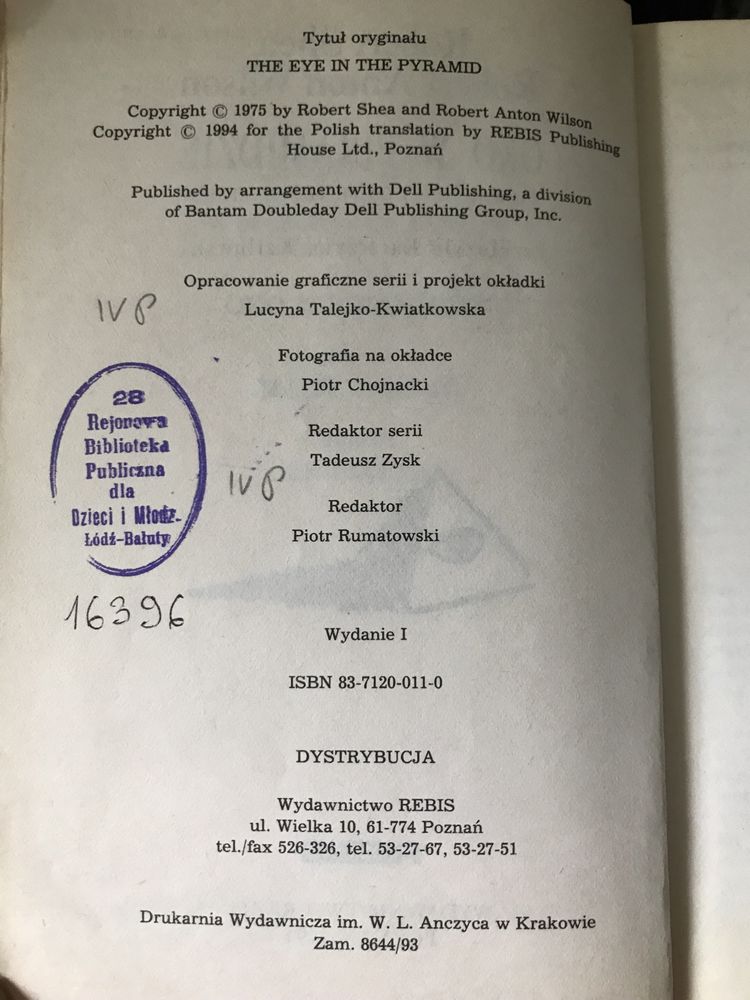 Tytuł oryginału
THE EYE IN THE PYRAMID
Copyright © 1975 by Robert Shea and Robert Anton Wilson
Copyright © 1994 for the Polish translation by REBIS Publishing
House Ltd., Poznań
Published by arrangement with Dell Publishing, a division
of Bantam Doubleday Dell Publishing Group, Inc.
Opracowanie graficzne serii i projekt okładki
Lucyna Talejko-Kwiatkowska
IV P
Fotografia na okładce
Piotr Chojnacki
28
Rejonowa
Biblioteka
Publiczna
dla
Dzieci i Młodz.
Łódź-Bałuty
Redaktor serii
Tadeusz Zysk
IV P
Redaktor
Piotr Rumatowski
16396
Wydanie I
ISBN 83-7120-011-0
DYSTRYBUCJA
Wydawnictwo REBIS
ul. Wielka 10, 61-774 Poznań
tel./fax 526-326, tel. 53-27-67, 53-27-51
Drukarnia Wydawnicza im. W. L. Anczyca w Krakowie
Zam. 8644/93